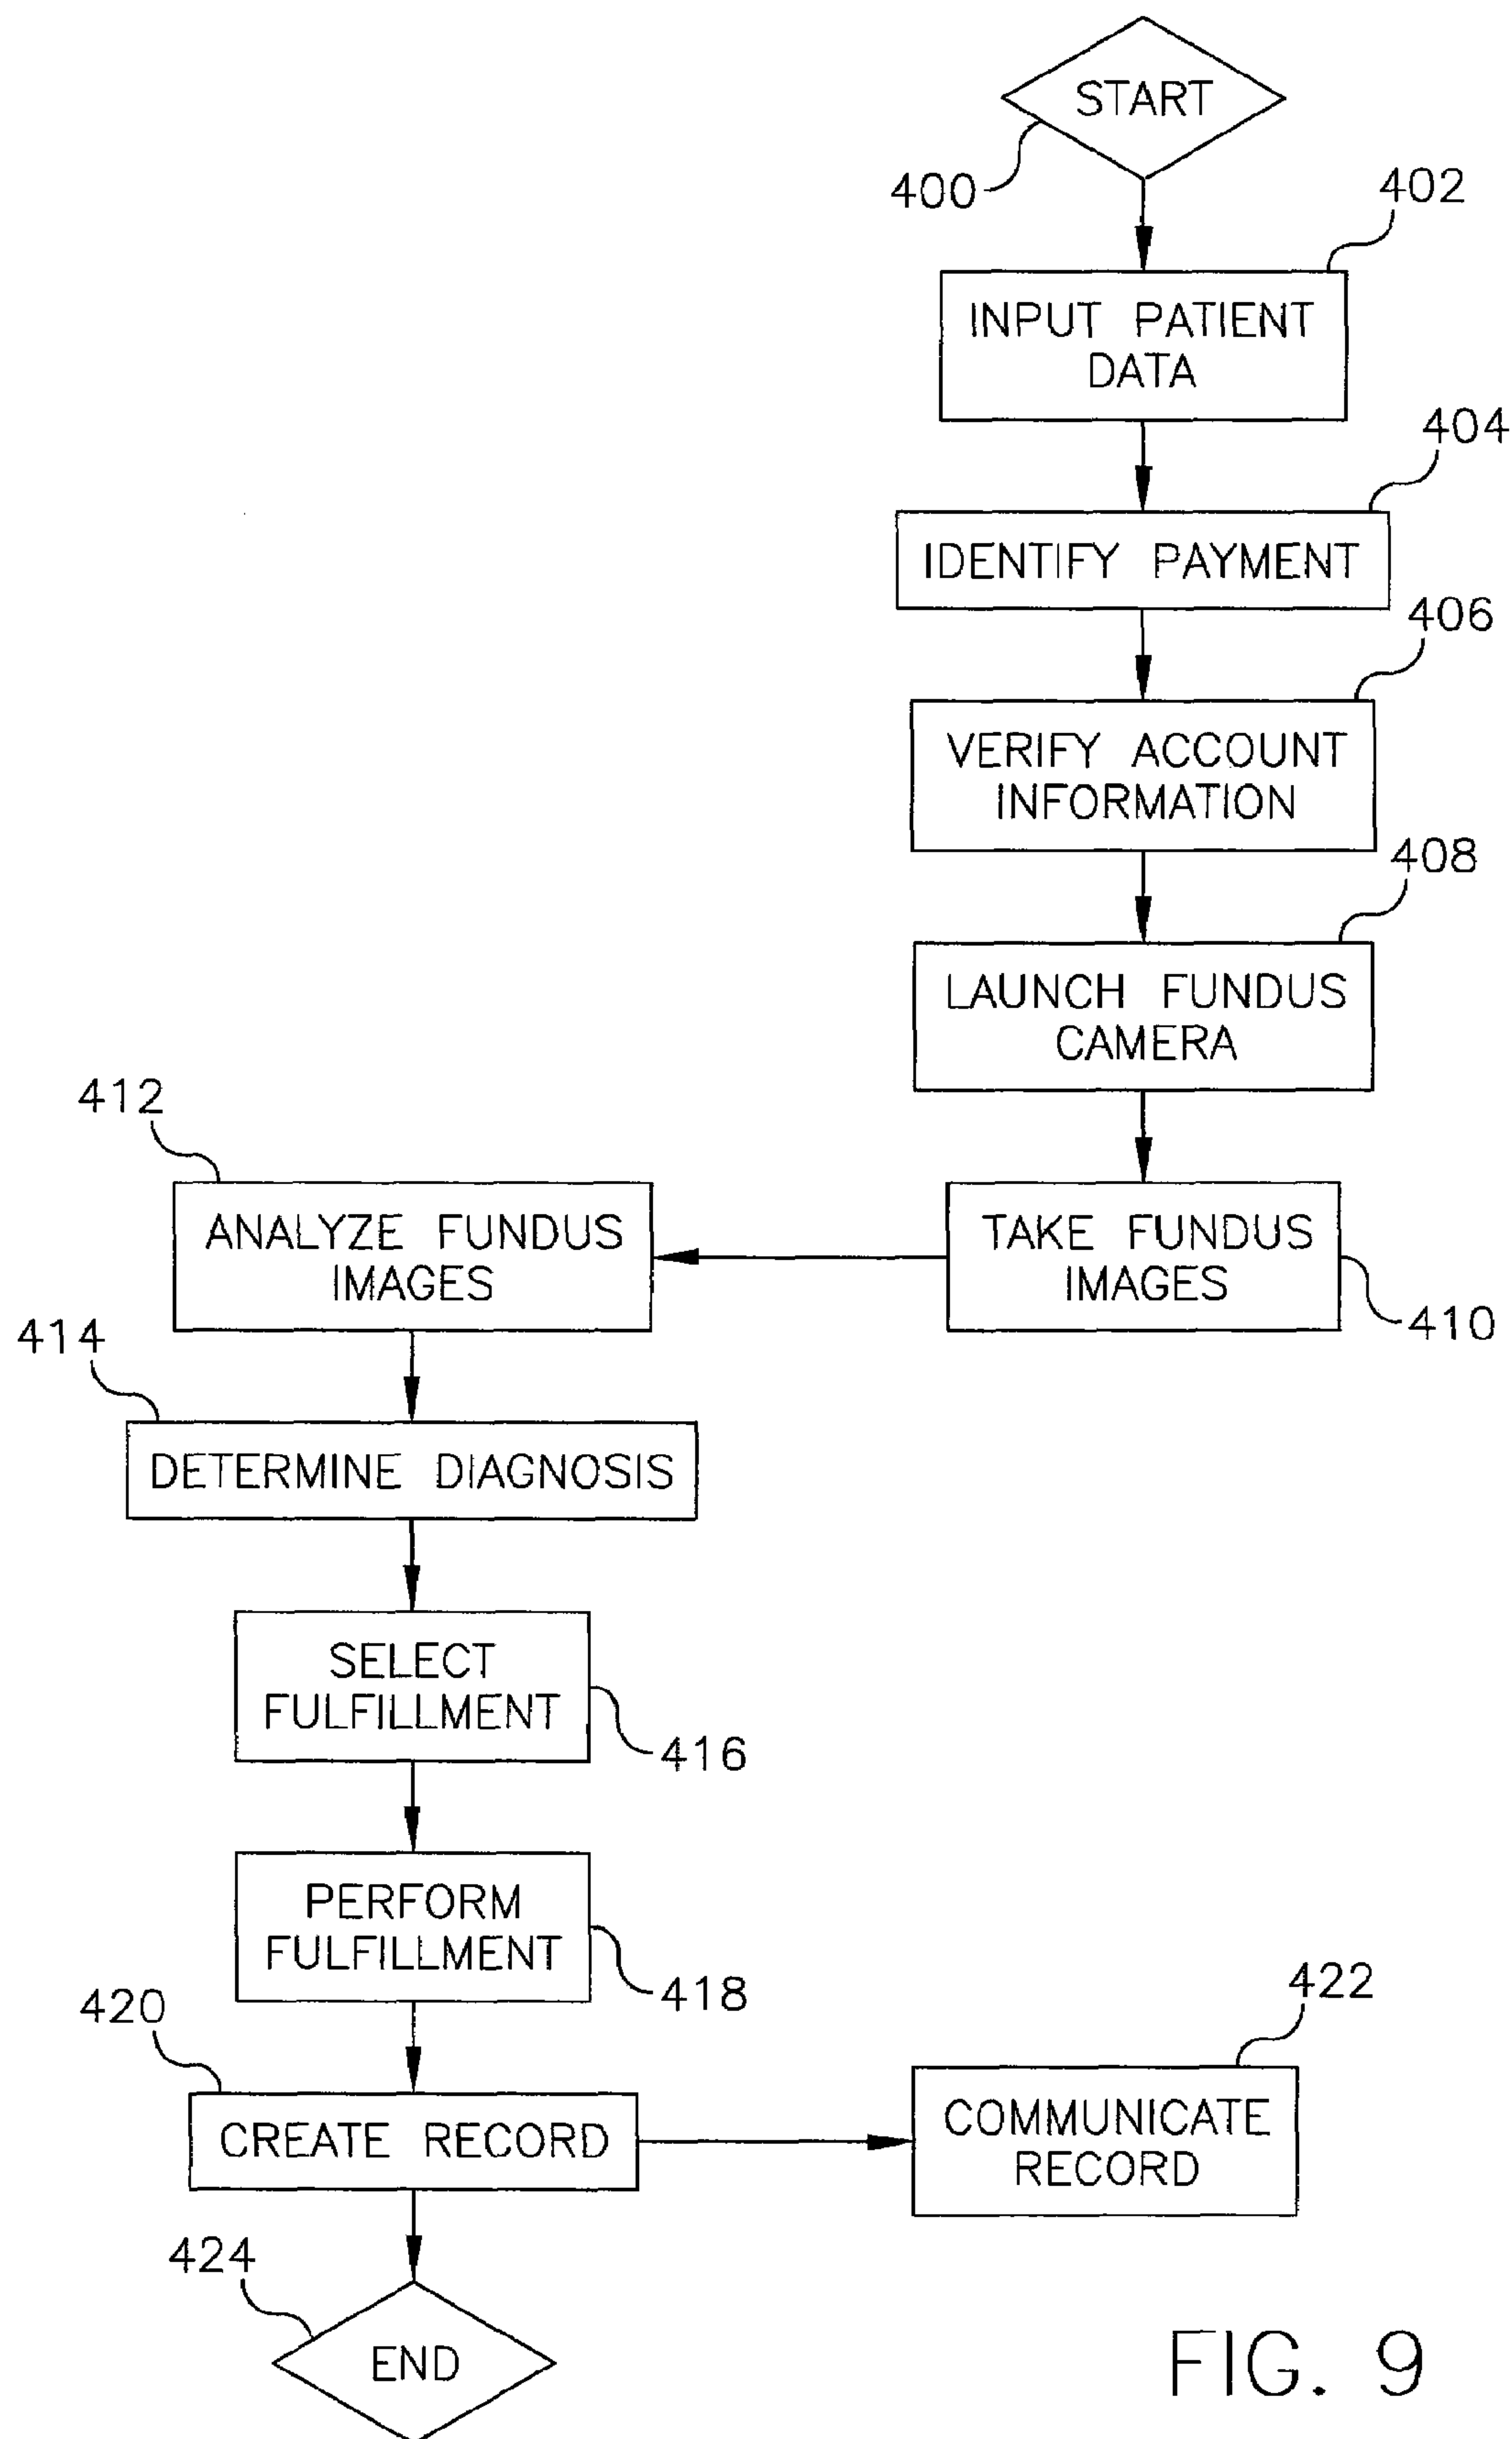 START
400
402
INPUT PATIENT
DATA
404
IDENTIFY PAYMENT
406
VERIFY ACCOUNT
INFORMATION
408
LAUNCH FUNDUS
CAMERA
412
ANALYZE FUNDUS
IMAGES
TAKE FUNDUS
IMAGES
410
414
DETERMINE DIAGNOSIS
SELECT
FULFILLMENT
416
PERFORM
FULFILLMENT
418
420
CREATE RECORD
422
COMMUNICATE
RECORD
424
END
FIG. 9